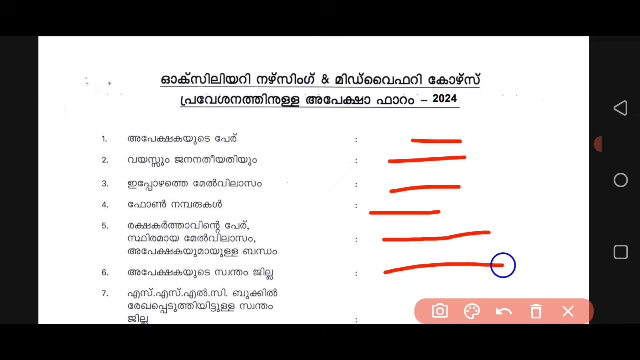 ഓക്സിലിയറി നഴ്സിംഗ് & മിഡ്‌വൈഫറി കോഴ്സ്
പ്രവേശനത്തിനുള്ള അപേക്ഷാ ഫാറം – 2024
1. അപേക്ഷകയുടെ പേര് :
2. വയസ്സും ജനനതീയതിയും :
3. ഇപ്പോഴത്തെ മേൽവിലാസം :
4. ഫോൺ നമ്പരുകൾ :
5. രക്ഷകർത്താവിന്റെ പേര്,
സ്ഥിരമായ മേൽവിലാസം, :
അപേക്ഷകയുമായുള്ള ബന്ധം
6. അപേക്ഷകയുടെ സ്വന്തം ജില്ല :
7. എസ്.എസ്.എൽ.സി. ബുക്കിൽ
രേഖപ്പെടുത്തിയിട്ടുള്ള സ്വന്തം
ജില്ല :